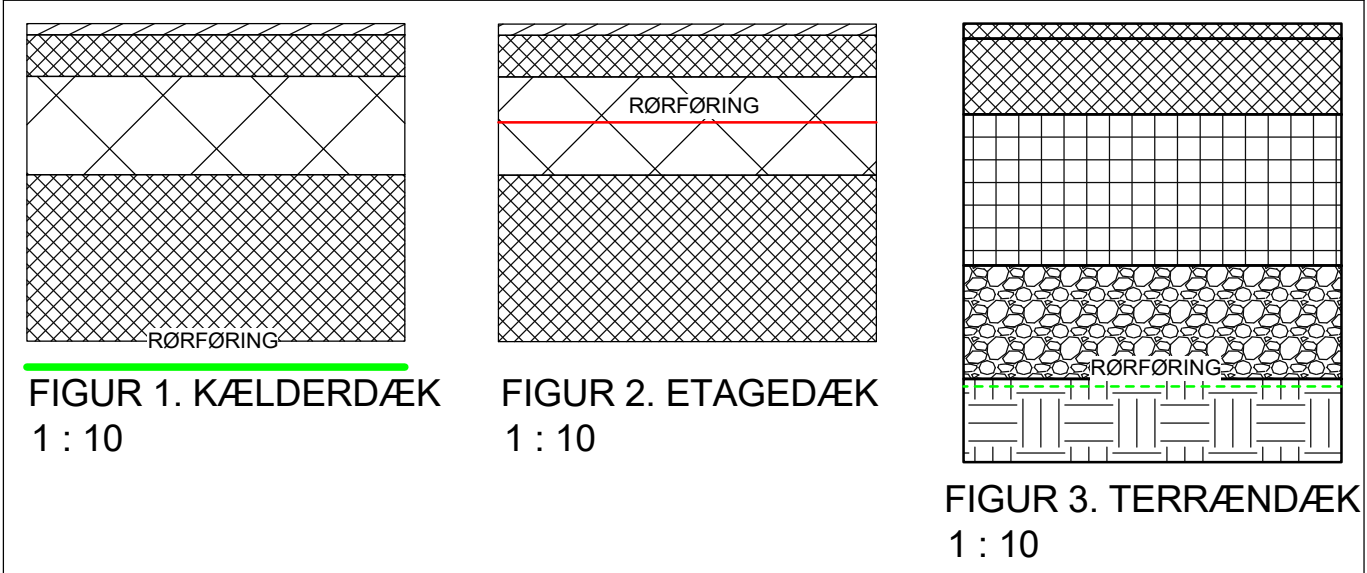 RØRFØRING
FIGUR 1. KÆLDERDÆK
1 : 10
RØRFØRING
FIGUR 2. ETAGEDÆK
1 : 10
RØRFØRING
FIGUR 3. TERRÆNDÆK
1 : 10